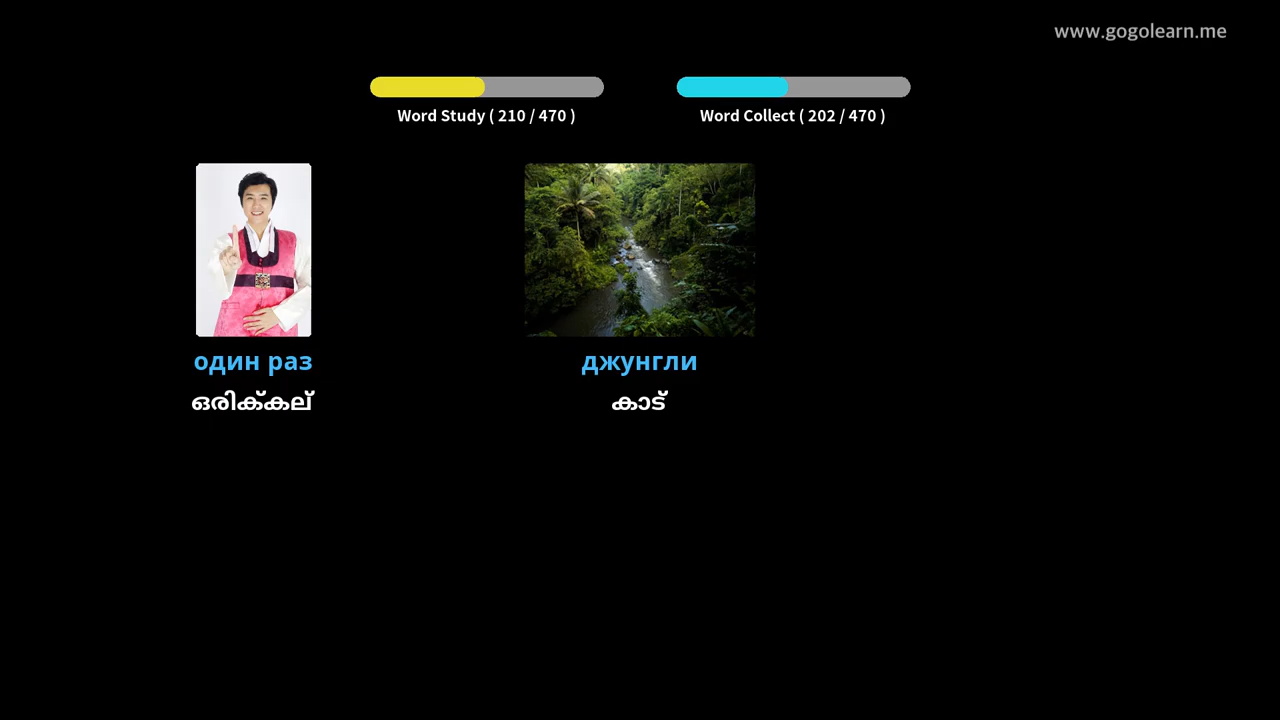 www.gogolearn.me
Word Study ( 210 / 470 )
Word Collect ( 202 / 470 )
один раз
ഒരിക്കല്
джунгли
കാട്